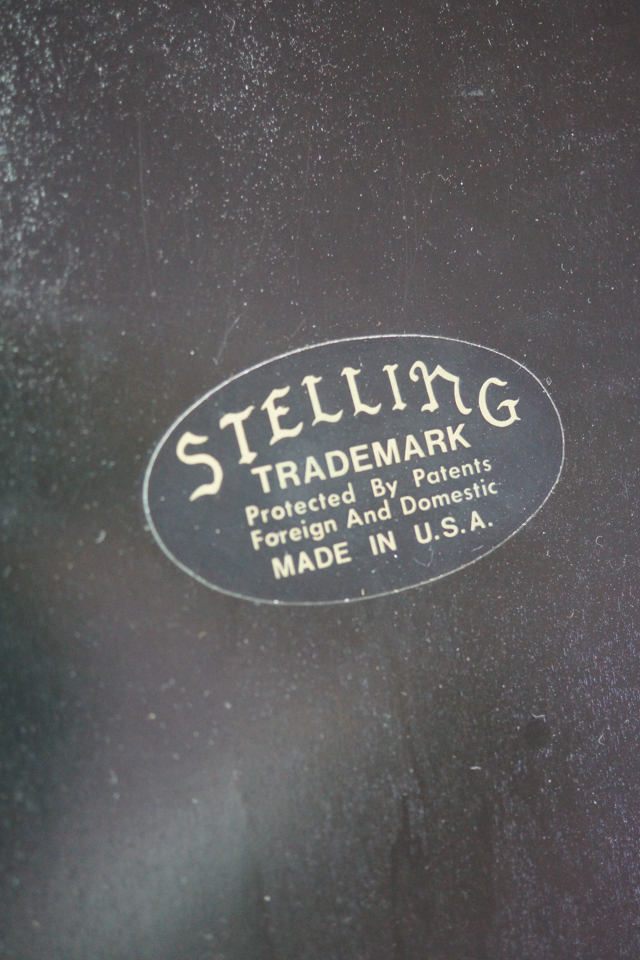 STELLING
TRADEMARK
Protected By Patents
Foreign And Domestic
MADE IN U.S.A.